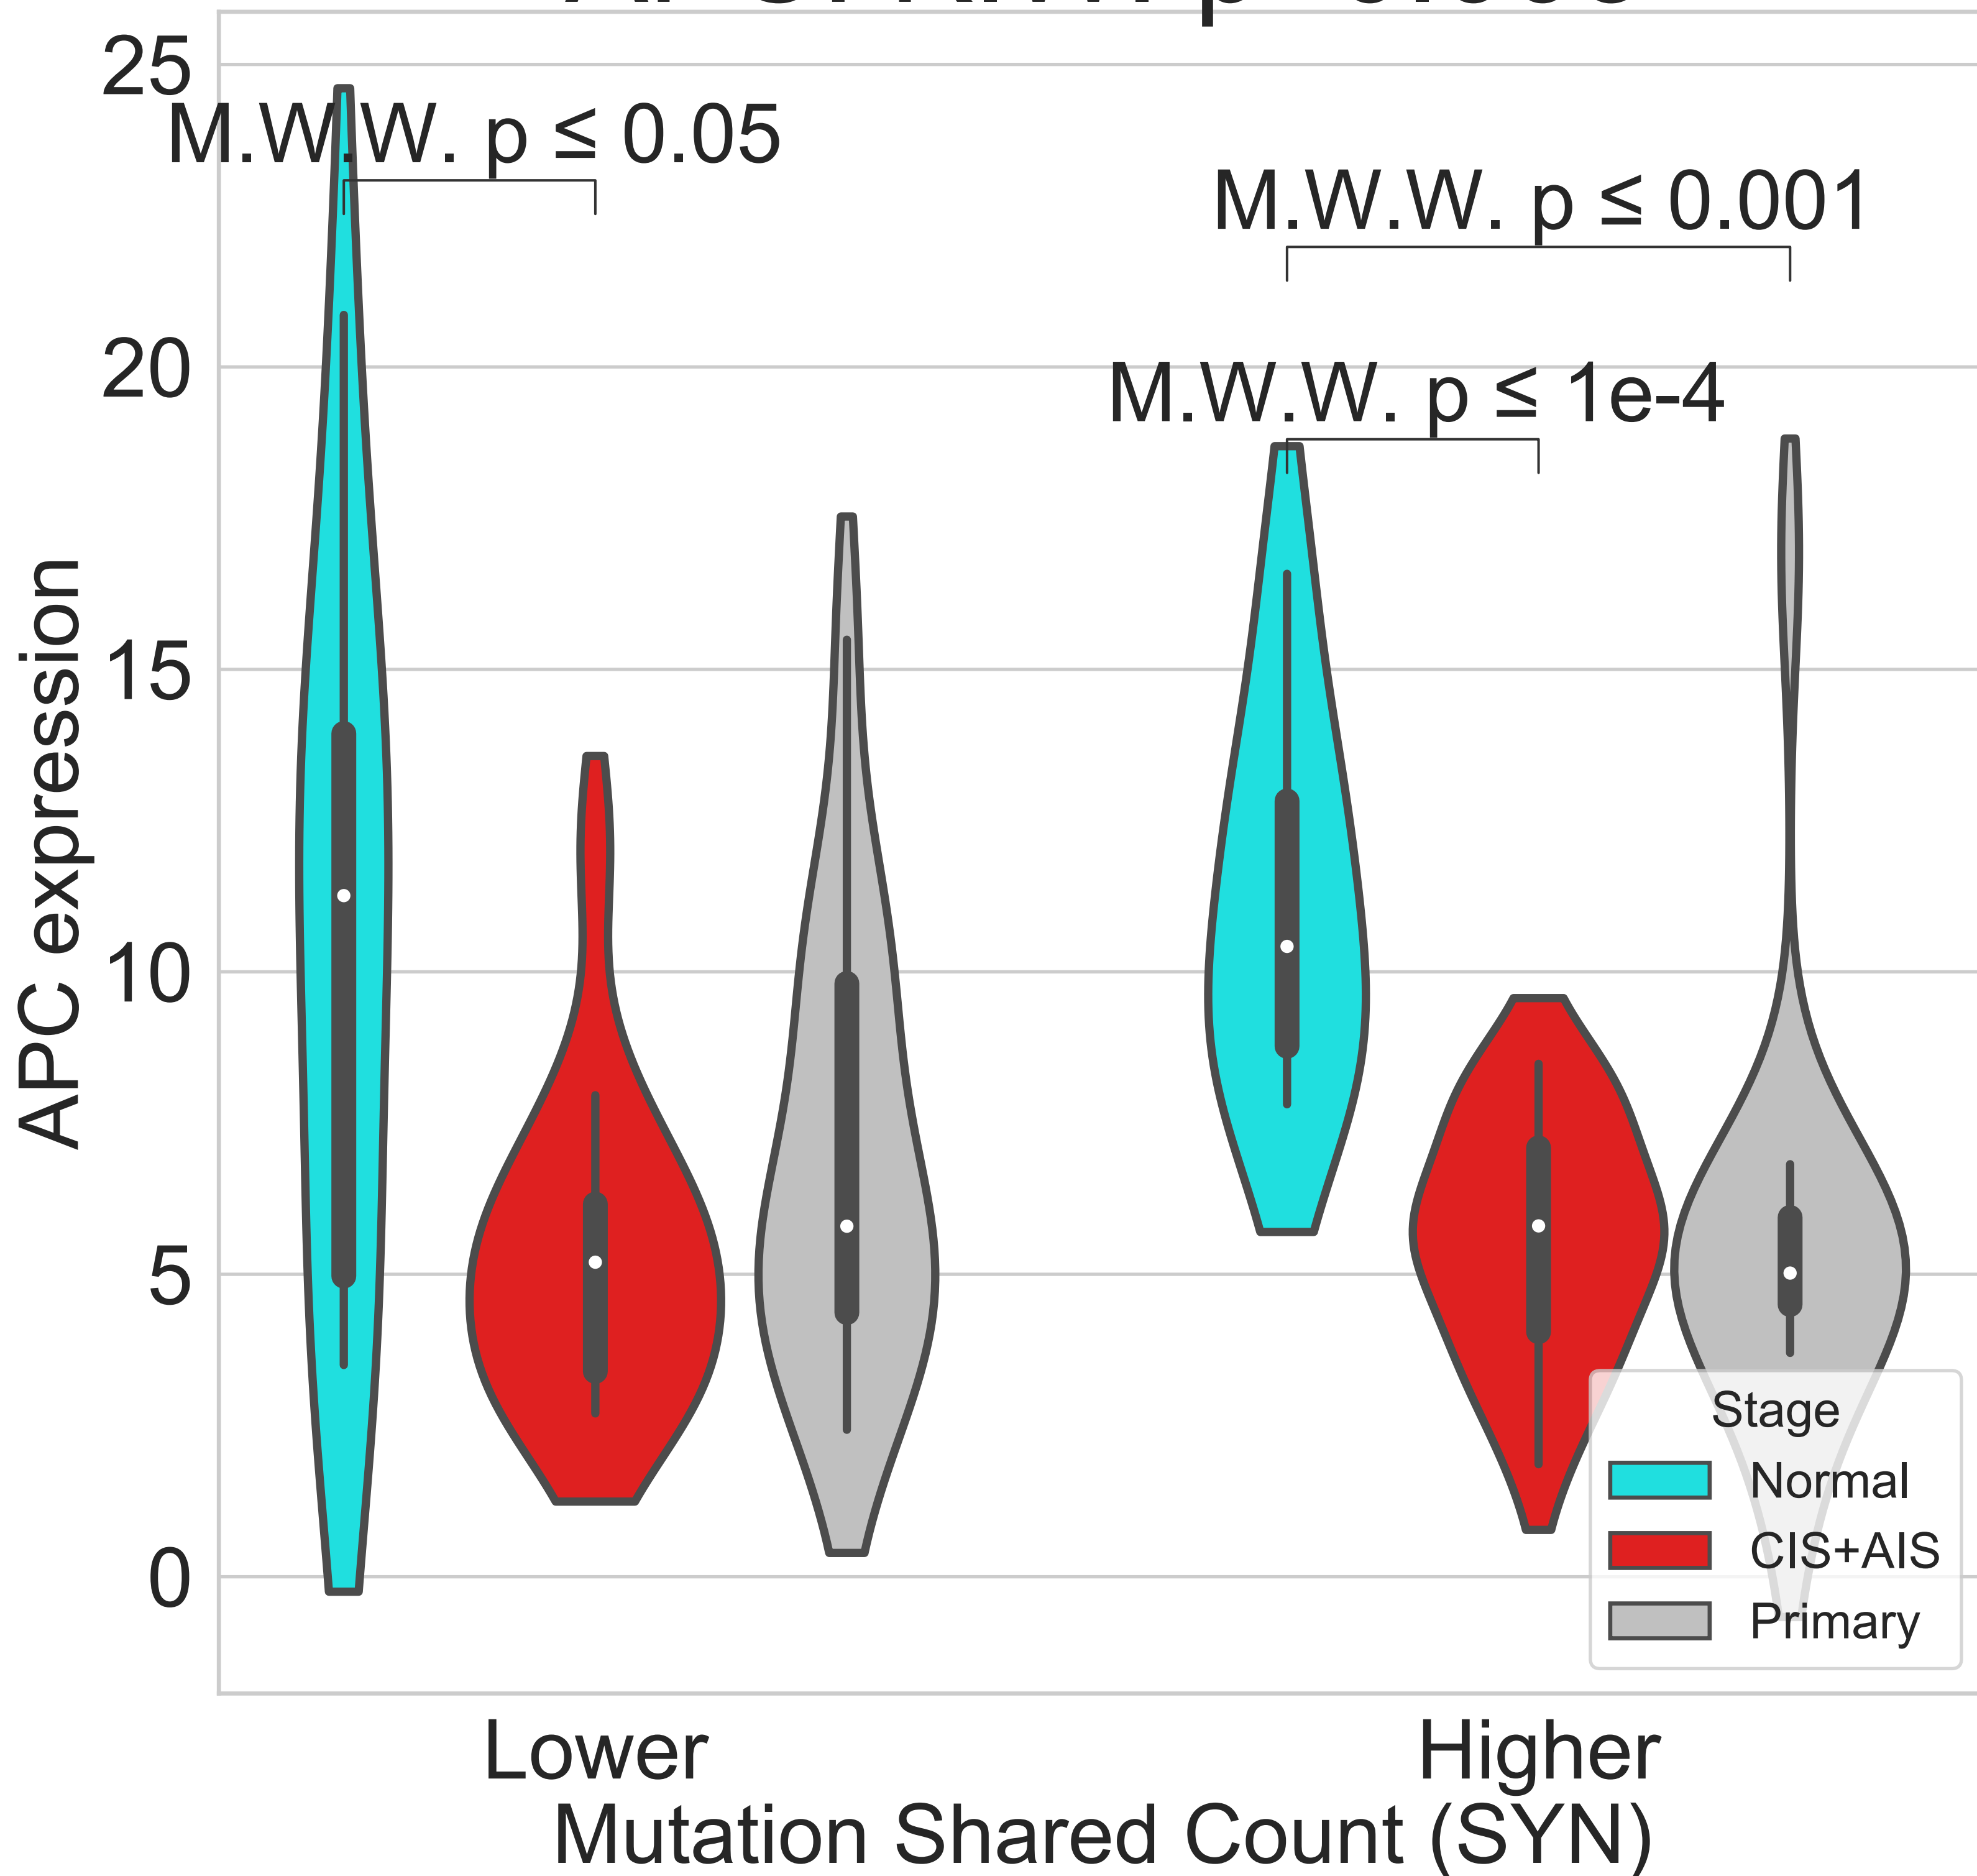 25
M.W.W. p ≤ 0.05
M.W.W. p ≤ 0.001
20
M.W.W. p ≤ 1e-4
15
APC expression
10
5
0
Stage
Normal
CIS+AIS
Primary
Lower
Higher
Mutation Shared Count (SYN)